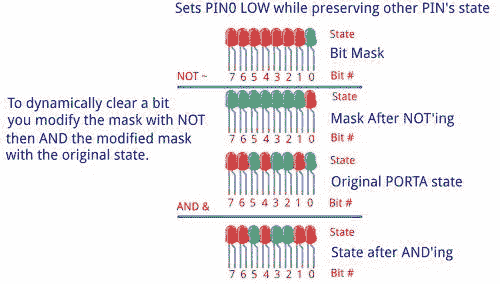 Sets PIN0 LOW while preserving other PIN's state
State
Bit Mask
NOT ~ 7 6 5 4 3 2 1 0 Bit #
State
To dynamically clear a bit
you modify the mask with NOT
then AND the modified mask
with the original state.
Mask After NOT'ing
7 6 5 4 3 2 1 0 Bit #
State
Original PORTA state
AND & 7 6 5 4 3 2 1 0 Bit #
State
State after AND'ing
7 6 5 4 3 2 1 0 Bit #